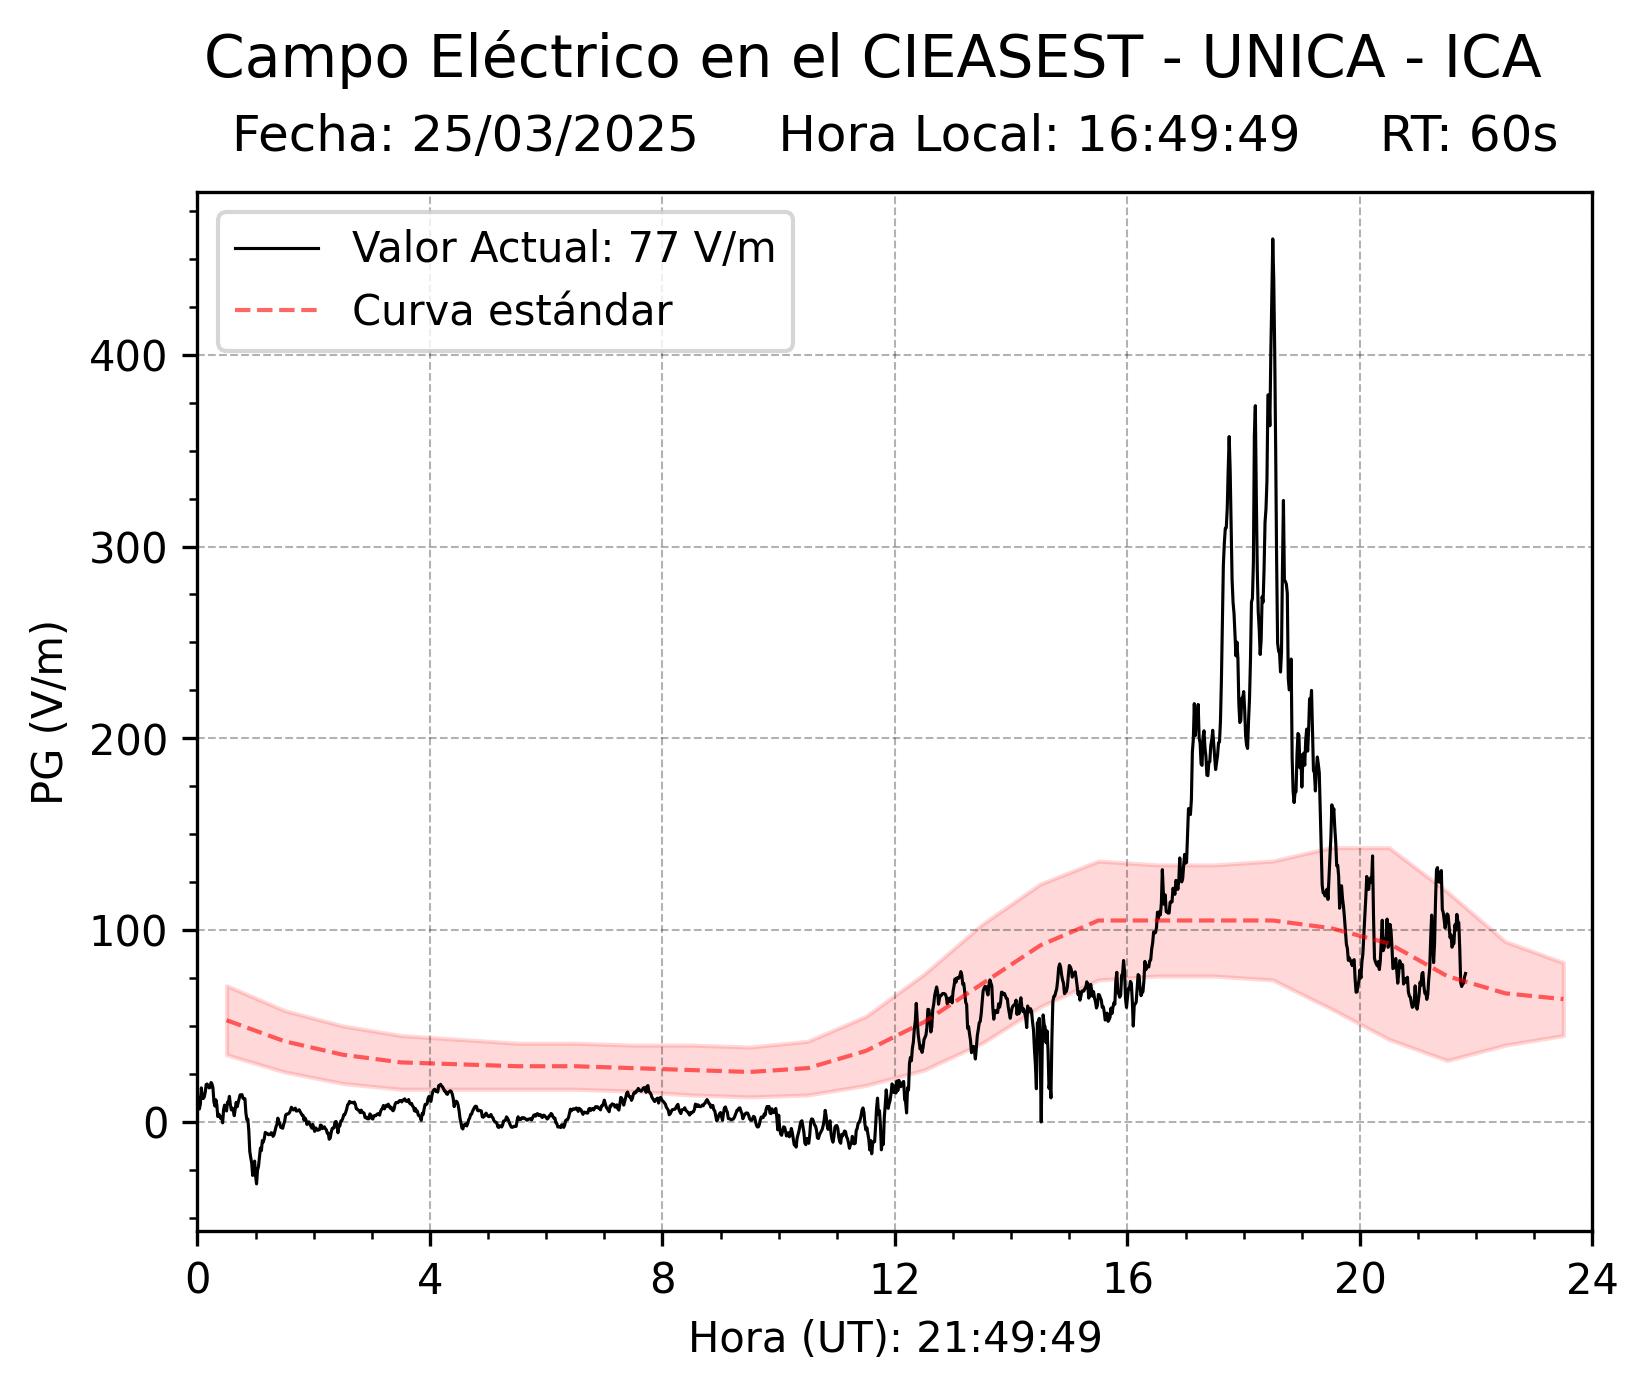 Campo Eléctrico en el CIEASEST - UNICA - ICA
Fecha: 25/03/2025 Hora Local: 16:49:49 RT: 60s
Valor Actual: 77 V/m
Curva estándar
PG (V/m)
400
300
200
100
0
0 4 8 12 16 20 24
Hora (UT): 21:49:49